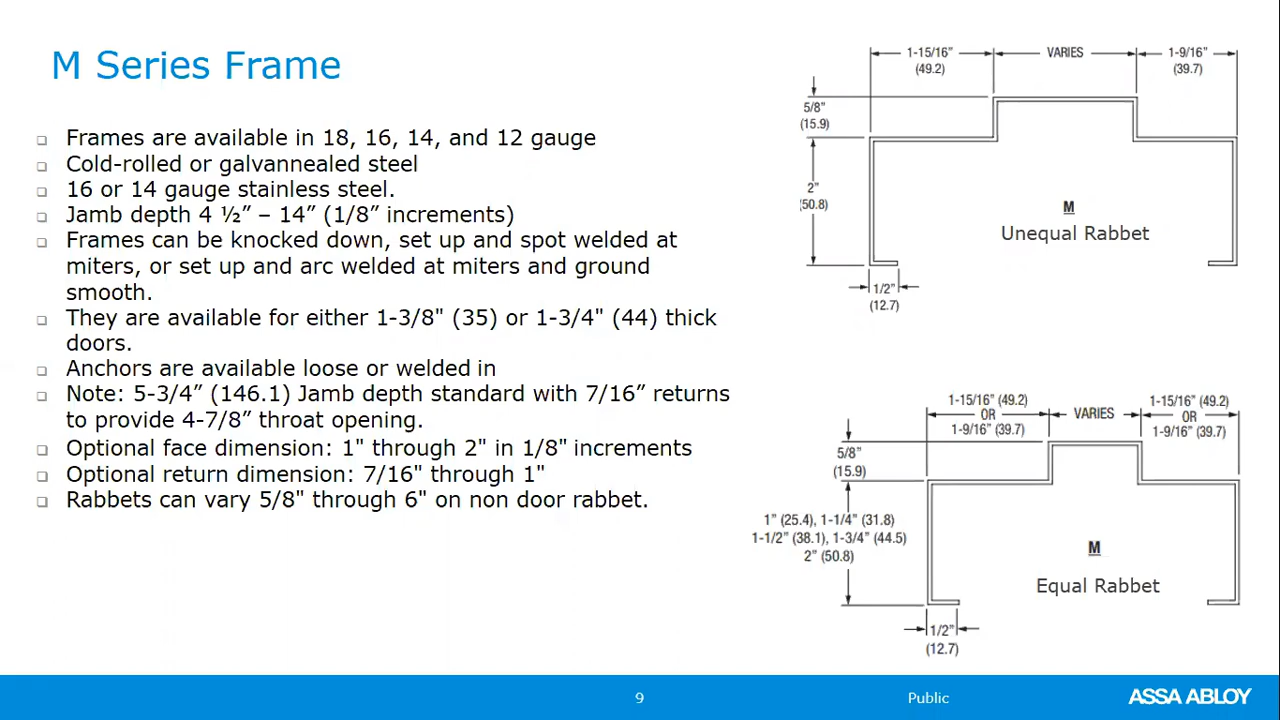 M Series Frame
Frames are available in 18, 16, 14, and 12 gauge
Cold-rolled or galvannealed steel
16 or 14 gauge stainless steel.
Jamb depth 4 ½” – 14” (1/8” increments)
Frames can be knocked down, set up and spot welded at
miters, or set up and arc welded at miters and ground
smooth.
They are available for either 1-3/8" (35) or 1-3/4" (44) thick
doors.
Anchors are available loose or welded in
Note: 5-3/4” (146.1) Jamb depth standard with 7/16” returns
to provide 4-7/8” throat opening.
Optional face dimension: 1" through 2" in 1/8" increments
Optional return dimension: 7/16" through 1"
Rabbets can vary 5/8" through 6" on non door rabbet.
1-15/16” VARIES 1-9/16”
(49.2) (39.7)
5/8”
(15.9)
2”
(50.8)
M
Unequal Rabbet
1/2”
(12.7)
1-15/16” (49.2) VARIES 1-15/16” (49.2)
OR OR
1-9/16” (39.7) 1-9/16” (39.7)
5/8”
(15.9)
1” (25.4), 1-1/4” (31.8)
1-1/2” (38.1), 1-3/4” (44.5)
2” (50.8)
M
Equal Rabbet
1/2”
(12.7)
9 Public ASSA ABLOY